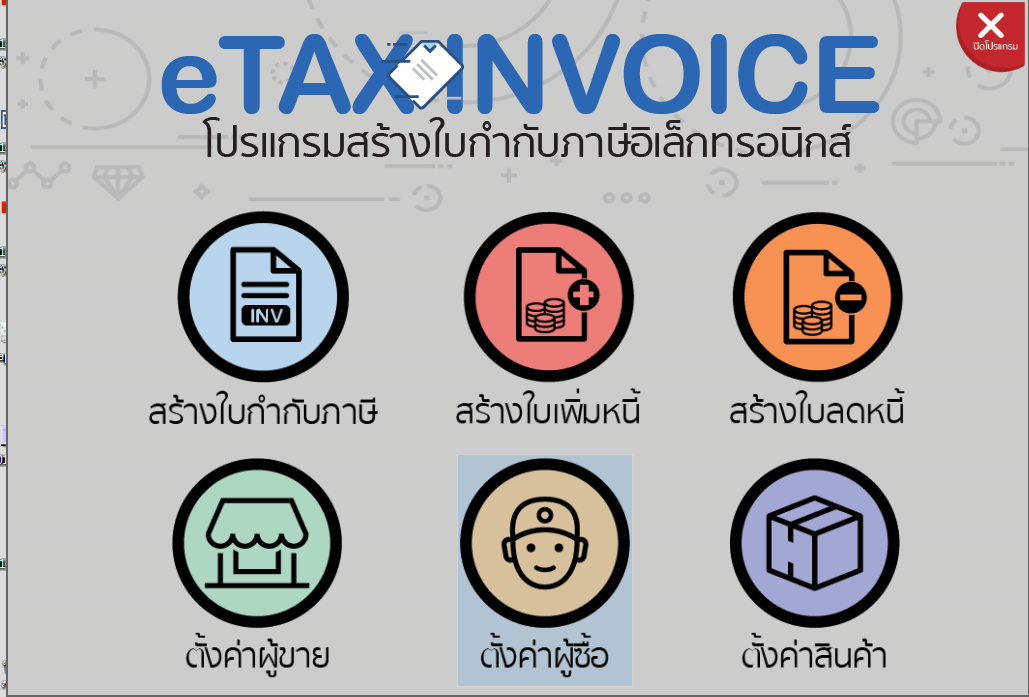 ปิดโปรแกรม
eTAX INVOICE
โปรแกรมสร้างใบกำกับภาษีอิเล็กทรอนิกส์
INV
สร้างใบกำกับภาษี
สร้างใบเพิ่มหนี้
สร้างใบลดหนี้
ตั้งค่าผู้ขาย
ตั้งค่าผู้ซื้อ
ตั้งค่าสินค้า